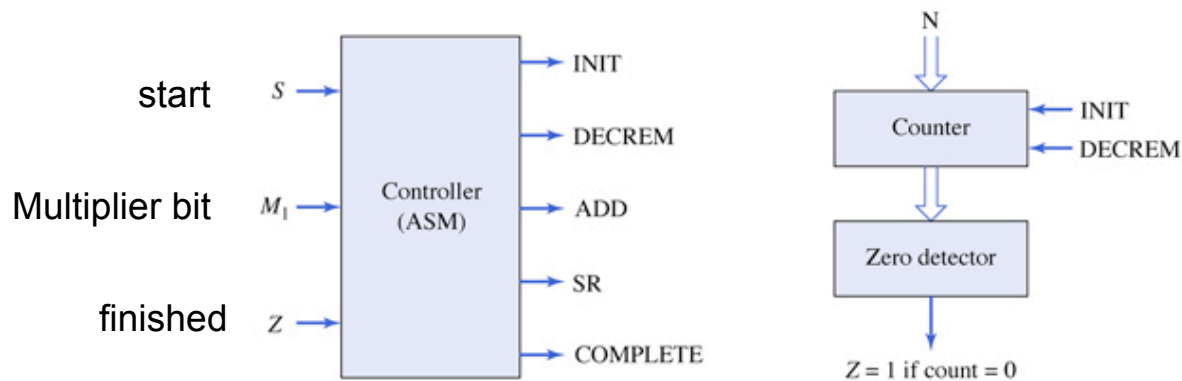 start
S
Multiplier bit
M₁
finished
Z
Controller
(ASM)
INIT
DECREM
ADD
SR
COMPLETE
N
Counter
INIT
DECREM
Zero detector
Z = 1 if count = 0